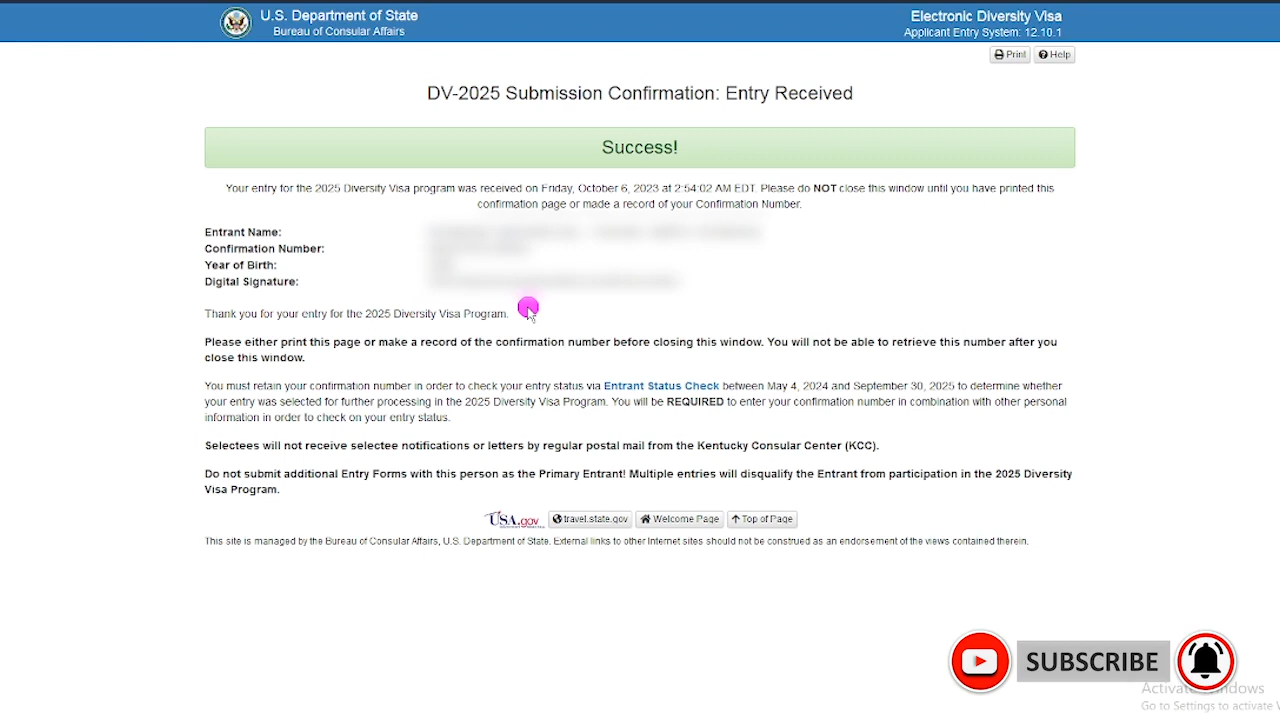 U.S. Department of State
Bureau of Consular Affairs
Electronic Diversity Visa
Applicant Entry System: 12.10.1
Print
Help
DV-2025 Submission Confirmation: Entry Received
Success!
Your entry for the 2025 Diversity Visa program was received on Friday, October 6, 2023 at 2:54:02 AM EDT. Please do NOT close this window until you have printed this
confirmation page or made a record of your Confirmation Number.
Entrant Name:
Confirmation Number:
Year of Birth:
Digital Signature:
Thank you for your entry for the 2025 Diversity Visa Program.
Please either print this page or make a record of the confirmation number before closing this window. You will not be able to retrieve this number after you
close this window.
You must retain your confirmation number in order to check your entry status via Entrant Status Check between May 4, 2024 and September 30, 2025 to determine whether
your entry was selected for further processing in the 2025 Diversity Visa Program. You will be REQUIRED to enter your confirmation number in combination with other personal
information in order to check on your entry status.
Selectees will not receive selectee notifications or letters by regular postal mail from the Kentucky Consular Center (KCC).
Do not submit additional Entry Forms with this person as the Primary Entrant! Multiple entries will disqualify the Entrant from participation in the 2025 Diversity
Visa Program.
USA.gov
travel.state.gov
Welcome Page
Top of Page
This site is managed by the Bureau of Consular Affairs, U.S. Department of State. External links to other Internet sites should not be construed as an endorsement of the views contained therein.
SUBSCRIBE
Go to Settings to activate